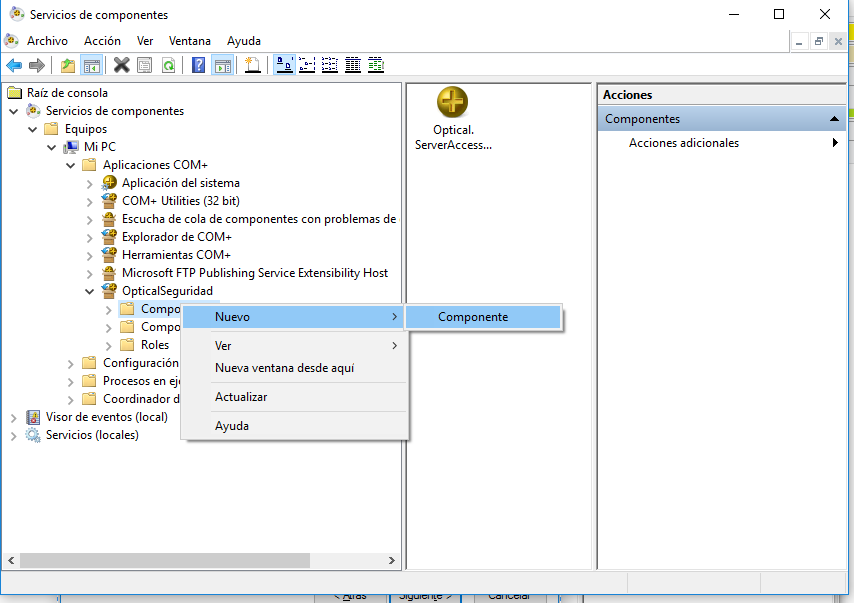 Servicios de componentes
Archivo Acción Ver Ventana Ayuda
Raíz de consola
Servicios de componentes
Equipos
Mi PC
Aplicaciones COM+
Aplicación del sistema
COM+ Utilities (32 bit)
Escucha de cola de componentes con problemas de
Explorador de COM+
Herramientas COM+
Microsoft FTP Publishing Service Extensibility Host
OpticalSeguridad
Compo
Compo
Roles
Configuración
Procesos en eje
Coordinador d
Visor de eventos (local)
Servicios (locales)
Nuevo
Ver
Nueva ventana desde aquí
Actualizar
Ayuda
Componente
Optical.
ServerAccess...
Acciones
Componentes
Acciones adicionales
< Atrás Siguiente > Cancelar